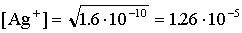 [Ag⁺] = √1.6·10⁻¹⁰ = 1.26·10⁻⁵